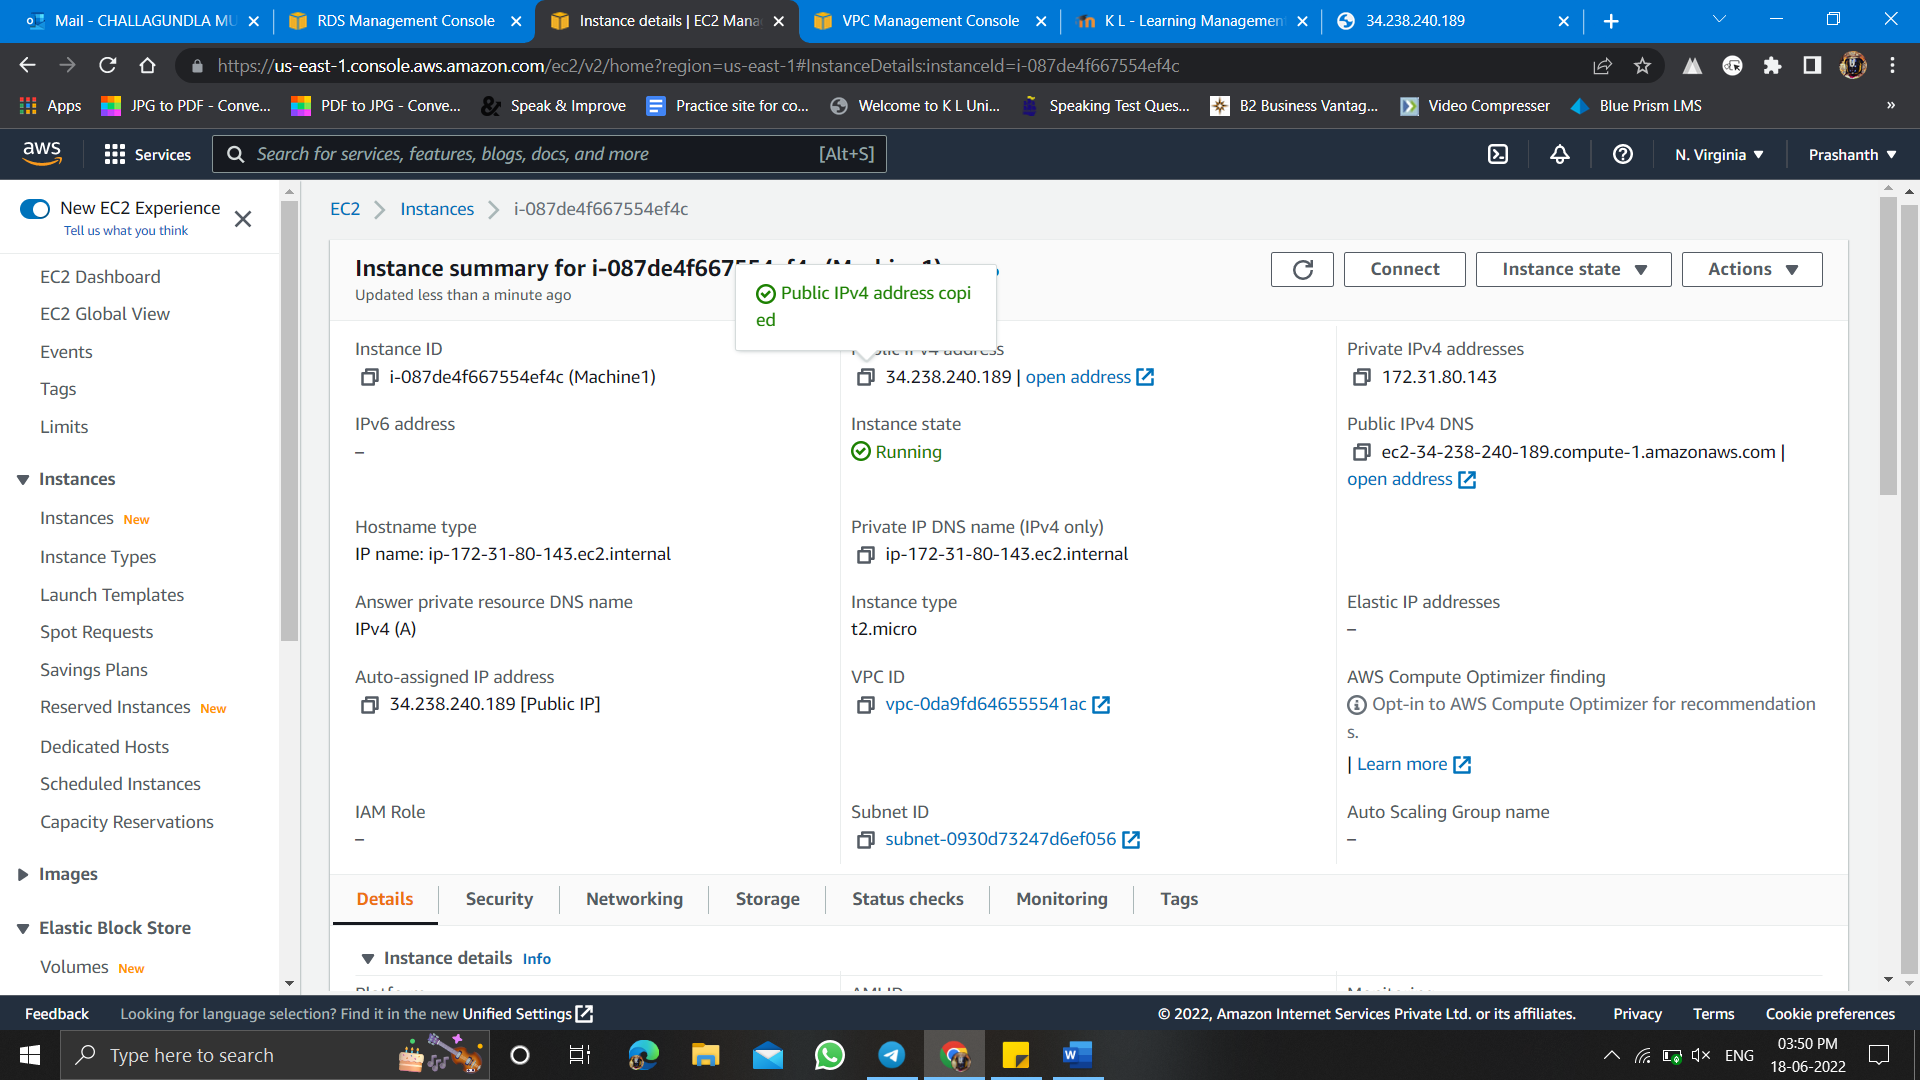 Mail - CHALLAGUNDLA MU
RDS Management Console
Instance details | EC2 Mana
VPC Management Console
K L - Learning Management
34.238.240.189
https://us-east-1.console.aws.amazon.com/ec2/v2/home?region=us-east-1#InstanceDetails:instanceId=i-087de4f667554ef4c
Apps
JPG to PDF - Conve...
PDF to JPG - Conve...
Speak & Improve
Practice site for co...
Welcome to K L Uni...
Speaking Test Ques...
B2 Business Vantag...
Video Compresser
Blue Prism LMS
»
aws
Services
Search for services, features, blogs, docs, and more
[Alt+S]
N. Virginia
Prashanth
New EC2 Experience
Tell us what you think
EC2 Dashboard
EC2 Global View
Events
Tags
Limits
Instances
Instances New
Instance Types
Launch Templates
Spot Requests
Savings Plans
Reserved Instances New
Dedicated Hosts
Scheduled Instances
Capacity Reservations
Images
Elastic Block Store
Volumes New
EC2
Instances
i-087de4f667554ef4c
Instance summary for i-087de4f667
Updated less than a minute ago
Public IPv4 address copi
ed
Connect
Instance state
Actions
Instance ID
i-087de4f667554ef4c (Machine1)
Public IPv4 address
34.238.240.189 | open address
Private IPv4 addresses
172.31.80.143
IPv6 address
–
Instance state
Running
Public IPv4 DNS
ec2-34-238-240-189.compute-1.amazonaws.com |
open address
Hostname type
IP name: ip-172-31-80-143.ec2.internal
Private IP DNS name (IPv4 only)
ip-172-31-80-143.ec2.internal
Answer private resource DNS name
IPv4 (A)
Instance type
t2.micro
Elastic IP addresses
–
Auto-assigned IP address
34.238.240.189 [Public IP]
VPC ID
vpc-0da9fd646555541ac
AWS Compute Optimizer finding
Opt-in to AWS Compute Optimizer for recommendation
s.
| Learn more
IAM Role
–
Subnet ID
subnet-0930d73247d6ef056
Auto Scaling Group name
–
Details
Security
Networking
Storage
Status checks
Monitoring
Tags
Instance details Info
Feedback
Looking for language selection? Find it in the new Unified Settings
© 2022, Amazon Internet Services Private Ltd. or its affiliates.
Privacy
Terms
Cookie preferences
Type here to search
ENG
03:50 PM
18-06-2022